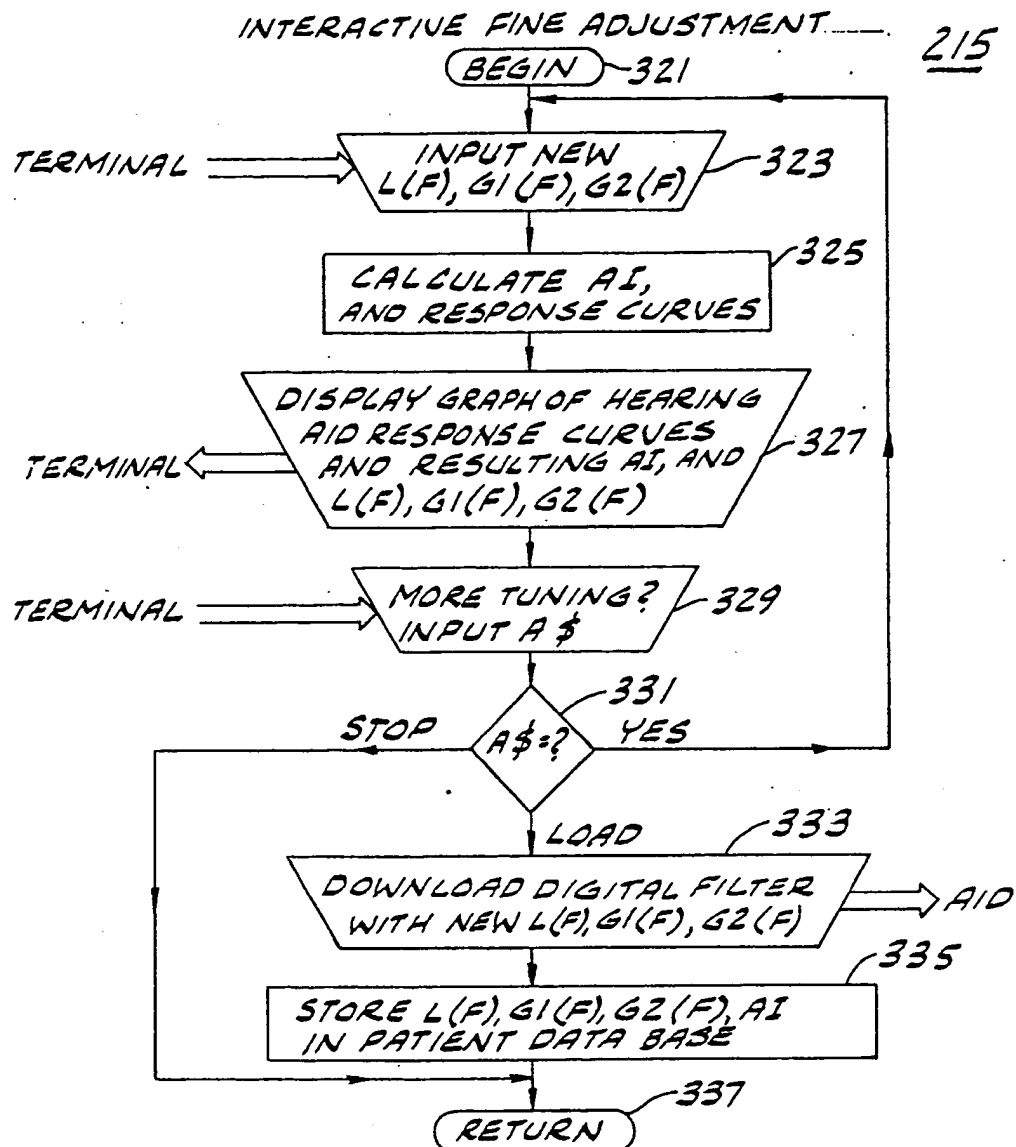 INTERACTIVE FINE ADJUSTMENT
215
BEGIN
321
TERMINAL
INPUT NEW
L(F), G1(F), G2(F)
323
325
CALCULATE AI,
AND RESPONSE CURVES
DISPLAY GRAPH OF HEARING
AID RESPONSE CURVES
AND RESULTING AI, AND
L(F), G1(F), G2(F)
327
TERMINAL
TERMINAL
MORE TUNING?
INPUT A$
329
331
STOP
A$=?
YES
LOAD
333
DOWNLOAD DIGITAL FILTER
WITH NEW L(F), G1(F), G2(F)
AID
335
STORE L(F), G1(F), G2(F), AI
IN PATIENT DATA BASE
337
RETURN